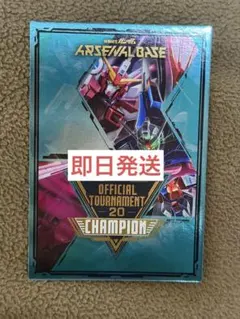 ARSENAL BASE
即日発送
OFFICIAL
TOURNAMENT
20
CHAMPION